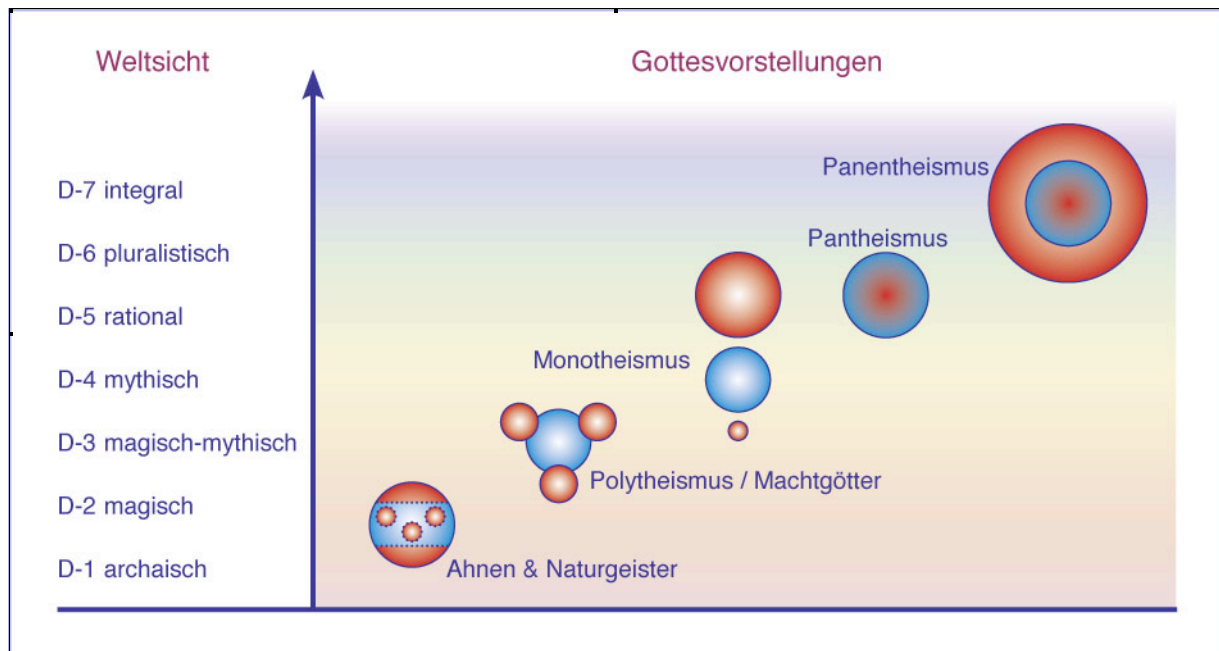 Weltsicht
Gottesvorstellungen
Panentheismus
D-7 integral
Pantheismus
D-6 pluralistisch
D-5 rational
Monotheismus
D-4 mythisch
D-3 magisch-mythisch
Polytheismus / Machtgötter
D-2 magisch
D-1 archaisch
Ahnen & Naturgeister